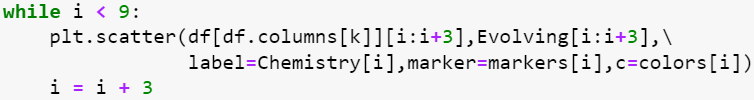 while i < 9:
    plt.scatter(df[df.columns[k]][i:i+3],Evolving[i:i+3],\
                label=Chemistry[i],marker=markers[i],c=colors[i])
    i = i + 3